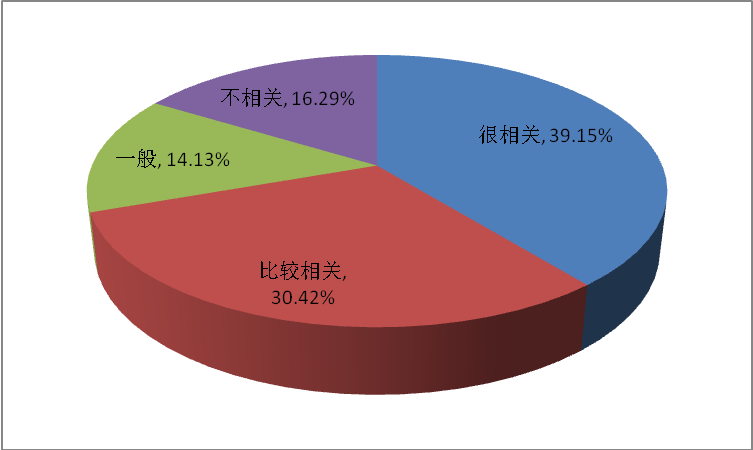 不相关, 16.29%
很相关, 39.15%
一般, 14.13%
比较相关,
30.42%